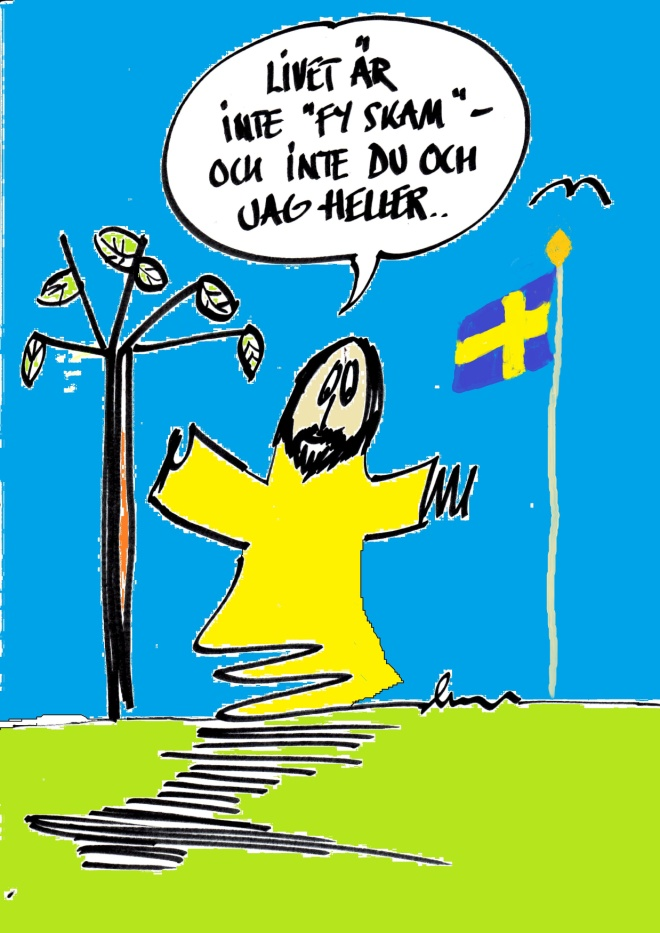 LIVET ÄR
INTE "FY SKAM" -
OCH INTE DU OCH
JAG HELLER..